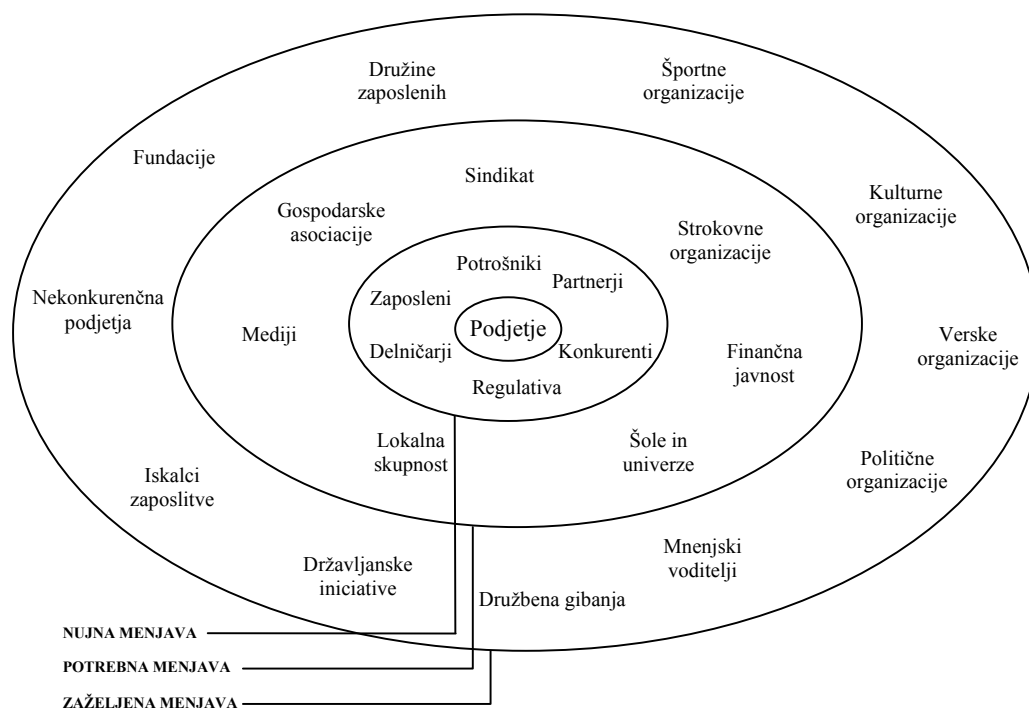 Družine
zaposlenih
Športne
organizacije
Fundacije
Sindikat
Kulturne
organizacije
Gospodarske
asociacije
Strokovne
organizacije
Potrošniki
Partnerji
Zaposleni
Nekonkurenčna
podjetja
Mediji
Podjetje
Delničarji
Konkurenti
Finančna
javnost
Verske
organizacije
Regulativa
Lokalna
skupnost
Šole in
univerze
Iskalci
zaposlitve
Politične
organizacije
Državljanske
iniciative
Mnenjski
voditelji
Družbena gibanja
NUJNA MENJAVA
POTREBNA MENJAVA
ZAŽELJENA MENJAVA